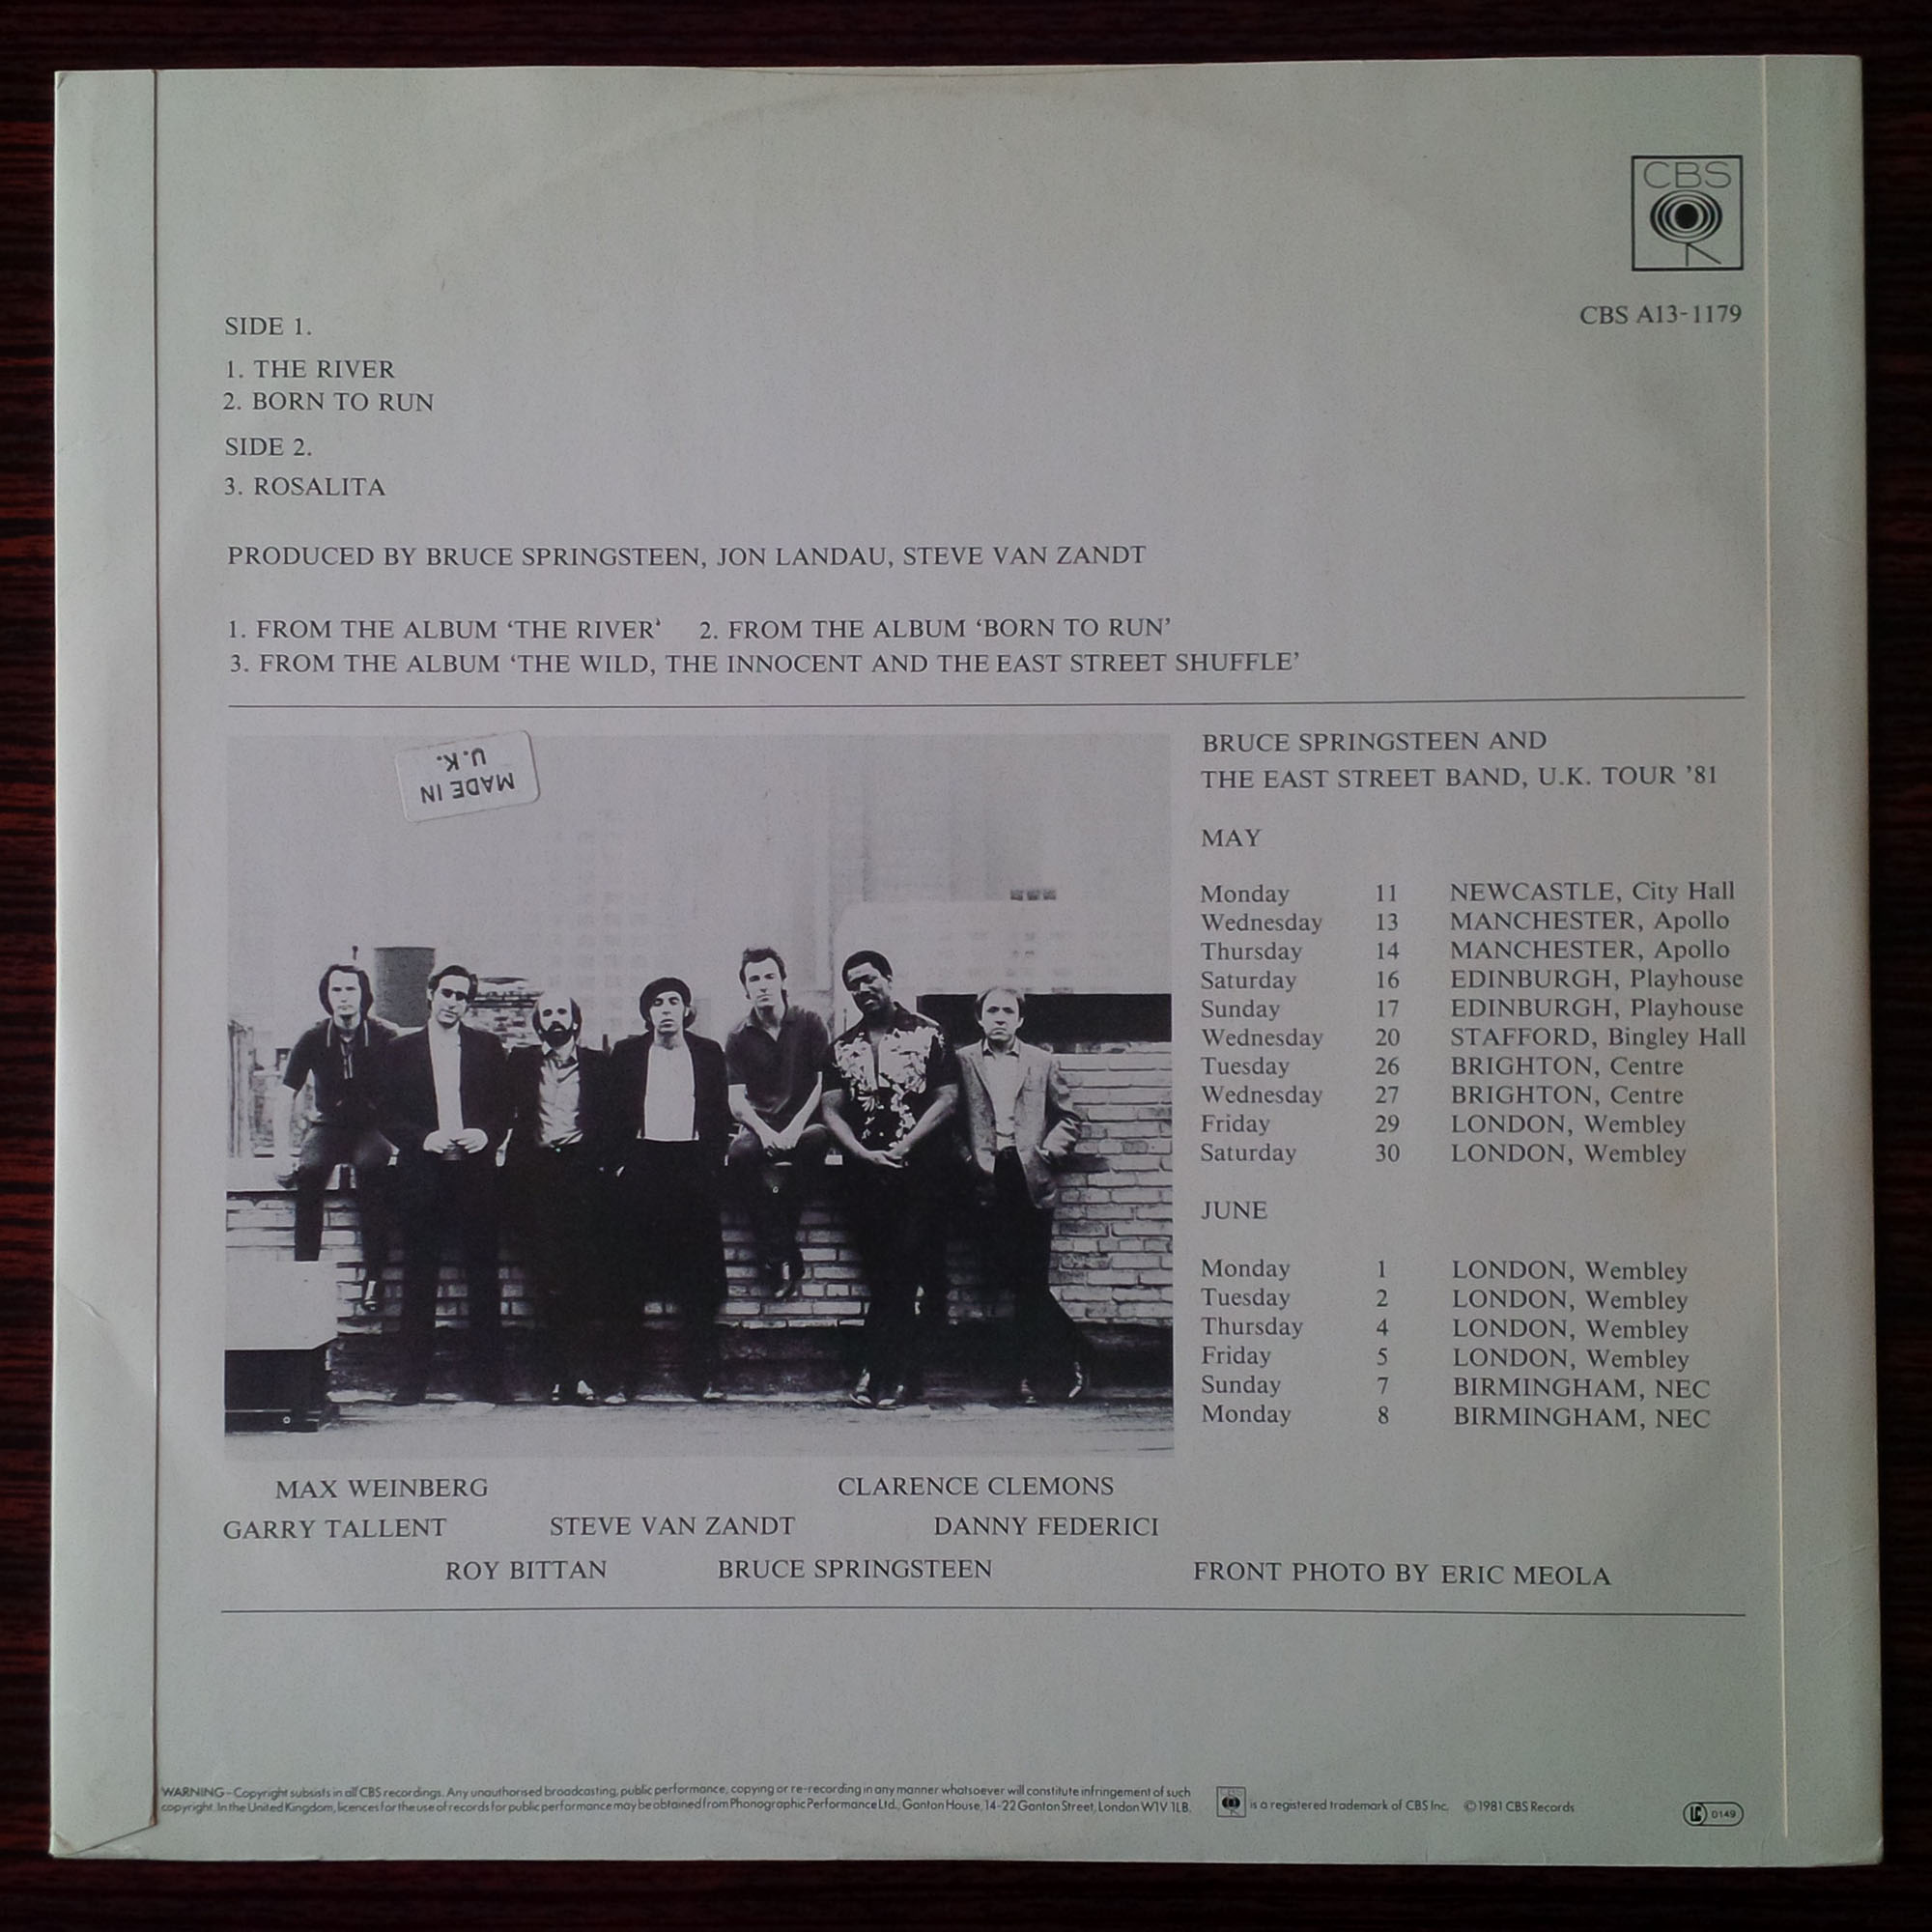 CBS
CBS A13-1179
SIDE 1.
1. THE RIVER
2. BORN TO RUN
SIDE 2.
3. ROSALITA
PRODUCED BY BRUCE SPRINGSTEEN, JON LANDAU, STEVE VAN ZANDT
1. FROM THE ALBUM ‘THE RIVER’ 2. FROM THE ALBUM ‘BORN TO RUN’
3. FROM THE ALBUM ‘THE WILD, THE INNOCENT AND THE EAST STREET SHUFFLE’
MADE IN
U.K.
BRUCE SPRINGSTEEN AND
THE EAST STREET BAND, U.K. TOUR ’81
MAY
Monday 11 NEWCASTLE, City Hall
Wednesday 13 MANCHESTER, Apollo
Thursday 14 MANCHESTER, Apollo
Saturday 16 EDINBURGH, Playhouse
Sunday 17 EDINBURGH, Playhouse
Wednesday 20 STAFFORD, Bingley Hall
Tuesday 26 BRIGHTON, Centre
Wednesday 27 BRIGHTON, Centre
Friday 29 LONDON, Wembley
Saturday 30 LONDON, Wembley
JUNE
Monday 1 LONDON, Wembley
Tuesday 2 LONDON, Wembley
Thursday 4 LONDON, Wembley
Friday 5 LONDON, Wembley
Sunday 7 BIRMINGHAM, NEC
Monday 8 BIRMINGHAM, NEC
MAX WEINBERG CLARENCE CLEMONS
GARRY TALLENT STEVE VAN ZANDT DANNY FEDERICI
ROY BITTAN BRUCE SPRINGSTEEN FRONT PHOTO BY ERIC MEOLA
WARNING–Copyright subsists in all CBS recordings. Any unauthorised broadcasting, public performance, copying or re-recording in any manner whatsoever will constitute infringement of such
copyright. In the United Kingdom, licences for the use of records for public performance may be obtained from Phonographic Performance Ltd., Ganton House, 14-22 Ganton Street, London W1V 1LB.
CBS is a registered trademark of CBS Inc. ©1981 CBS Records
LC 0149